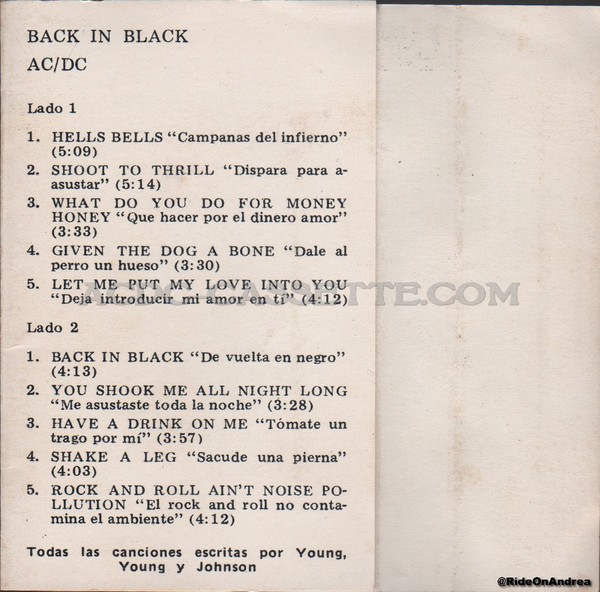 BACK IN BLACK
AC/DC
Lado 1
1. HELLS BELLS “Campanas del infierno”
(5:09)
2. SHOOT TO THRILL “Dispara para a-
asustar” (5:14)
3. WHAT DO YOU DO FOR MONEY
HONEY “Que hacer por el dinero amor”
(3:33)
4. GIVEN THE DOG A BONE “Dale al
perro un hueso” (3:30)
5. LET ME PUT MY LOVE INTO YOU
“Deja introducir mi amor en tí” (4:12)
ACDC-CASSETTE.COM
Lado 2
1. BACK IN BLACK “De vuelta en negro”
(4:13)
2. YOU SHOOK ME ALL NIGHT LONG
“Me asustaste toda la noche” (3:28)
3. HAVE A DRINK ON ME “Tómate un
trago por mí” (3:57)
4. SHAKE A LEG “Sacude una pierna”
(4:03)
5. ROCK AND ROLL AIN’T NOISE PO-
LLUTION “El rock and roll no conta-
mina el ambiente” (4:12)
Todas las canciones escritas por Young,
Young y Johnson
@RideOnAndrea